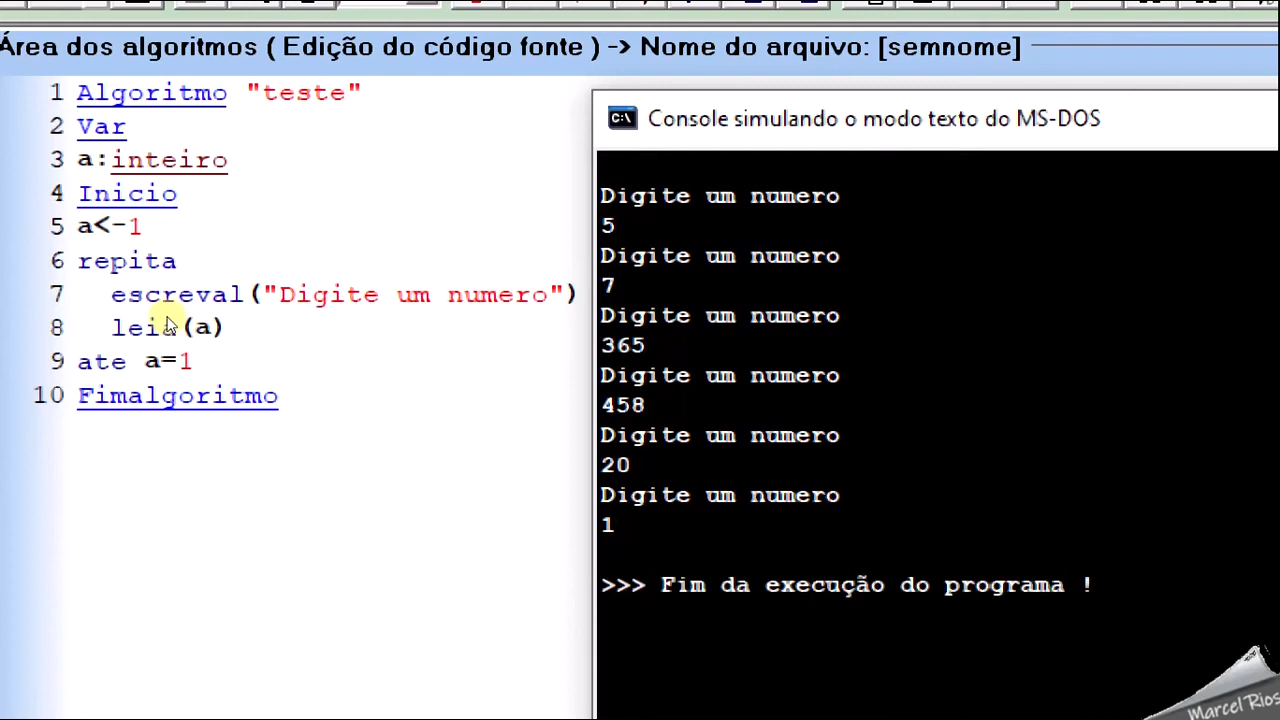 Área dos algoritmos ( Edição do código fonte ) -> Nome do arquivo: [semnome]
1 Algoritmo "teste"
2 Var
3 a:inteiro
4 Inicio
5 a<-1
6 repita
7 escreval("Digite um numero")
8 leia(a)
9 ate a=1
10 Fimalgoritmo
C:\ Console simulando o modo texto do MS-DOS
Digite um numero
5
Digite um numero
7
Digite um numero
365
Digite um numero
458
Digite um numero
20
Digite um numero
1
>>> Fim da execução do programa !
Marcel Rios